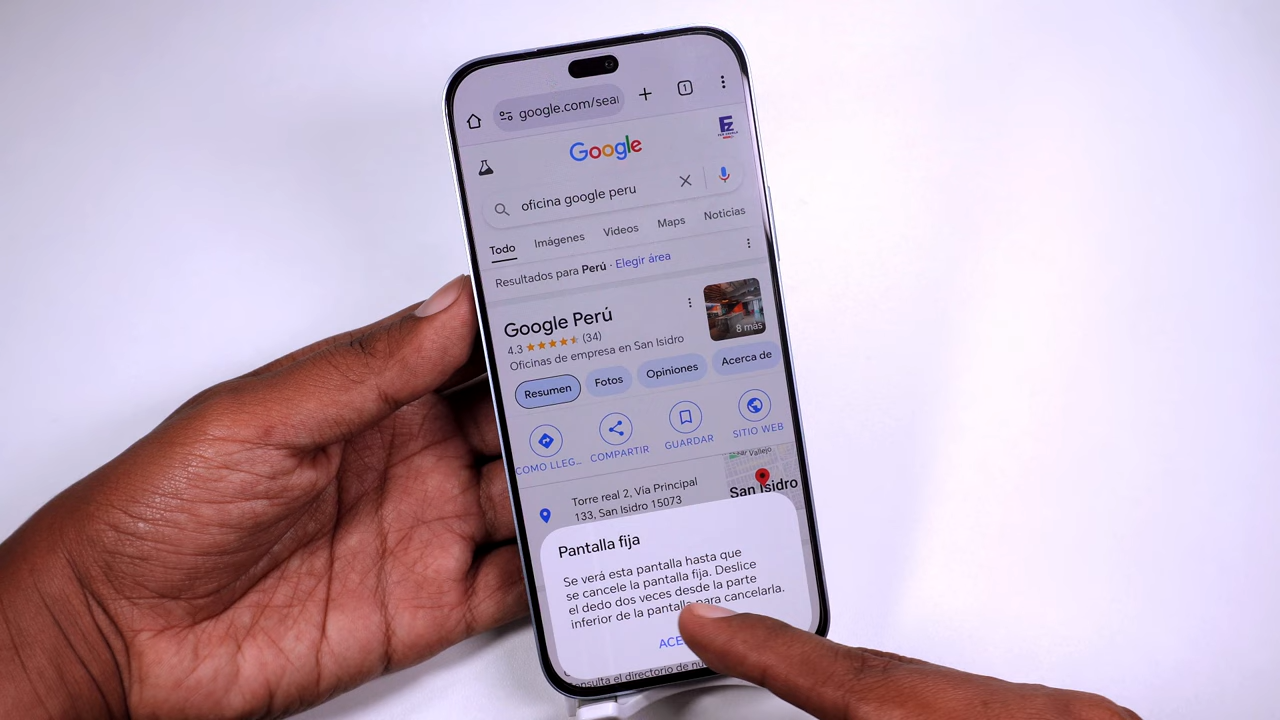 google.com/sea
1
Google
oficina google peru
Todo Imágenes Videos Maps Noticias
Resultados para Perú · Elegir área
Google Perú
4.3 (34)
8 más
Oficinas de empresa en San Isidro
Resumen Fotos Opiniones Acerca de
COMO LLEG... COMPARTIR GUARDAR SITIO WEB
Vallejo
Torre real 2, Vía Principal
133, San Isidro 15073
San Isidro
Pantalla fija
Se verá esta pantalla hasta que
se cancele la pantalla fija. Deslice
el dedo dos veces desde la parte
inferior de la pantalla para cancelarla.
ACE
el directorio de